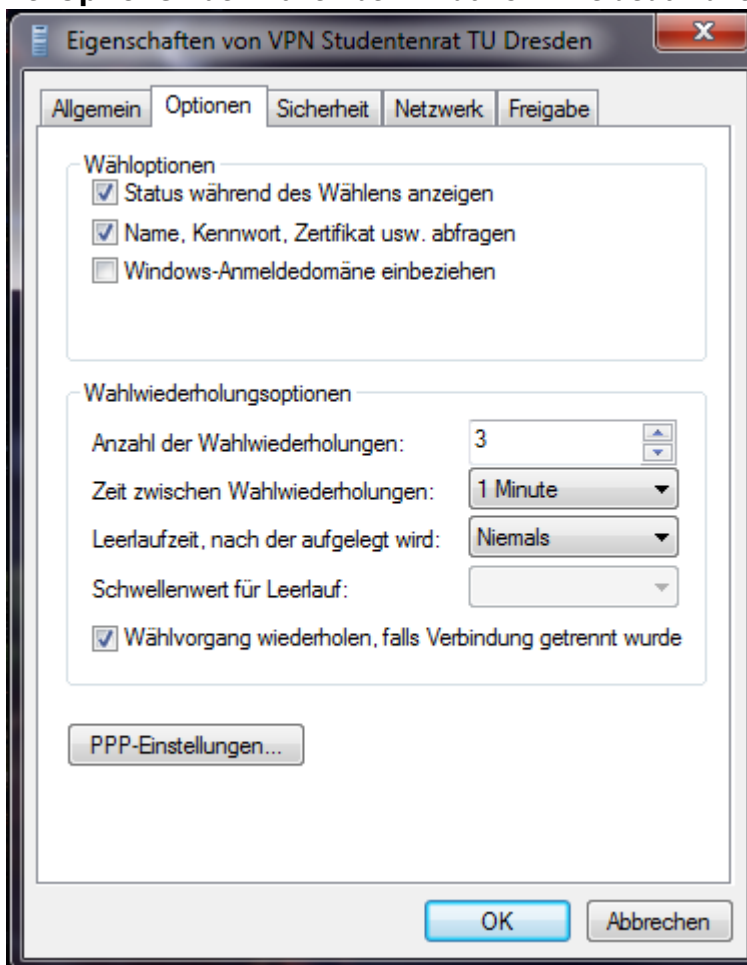 Eigenschaften von VPN Studentenrat TU Dresden
Allgemein Optionen Sicherheit Netzwerk Freigabe
Wähloptionen
Status während des Wählens anzeigen
Name, Kennwort, Zertifikat usw. abfragen
Windows-Anmeldedomäne einbeziehen
Wahlwiederholungsoptionen
Anzahl der Wahlwiederholungen: 3
Zeit zwischen Wahlwiederholungen: 1 Minute
Leerlaufzeit, nach der aufgelegt wird: Niemals
Schwellenwert für Leerlauf:
Wählvorgang wiederholen, falls Verbindung getrennt wurde
PPP-Einstellungen...
OK Abbrechen